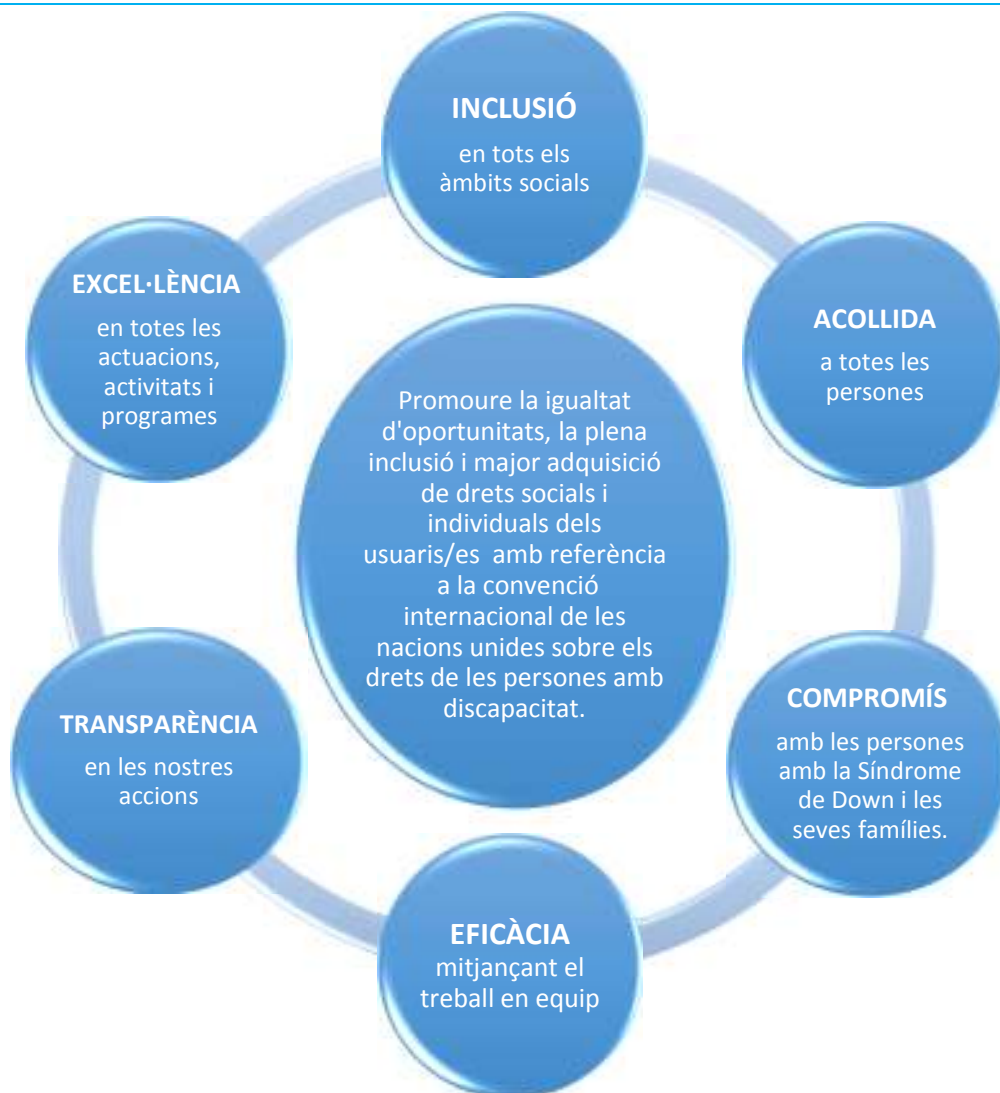 INCLUSIÓ
en tots els
àmbits socials
ACOLLIDA
a totes les
persones
COMPROMÍS
amb les persones
amb la Síndrome
de Down i les
seves famílies.
EFICÀCIA
mitjançant el
treball en equip
TRANSPARÈNCIA
en les nostres
accions
EXCEL·LÈNCIA
en totes les
actuacions,
activitats i
programes
Promoure la igualtat
d'oportunitats, la plena
inclusió i major adquisició
de drets socials i
individuals dels
usuaris/es amb referència
a la convenció
internacional de les
nacions unides sobre els
drets de les persones amb
discapacitat.